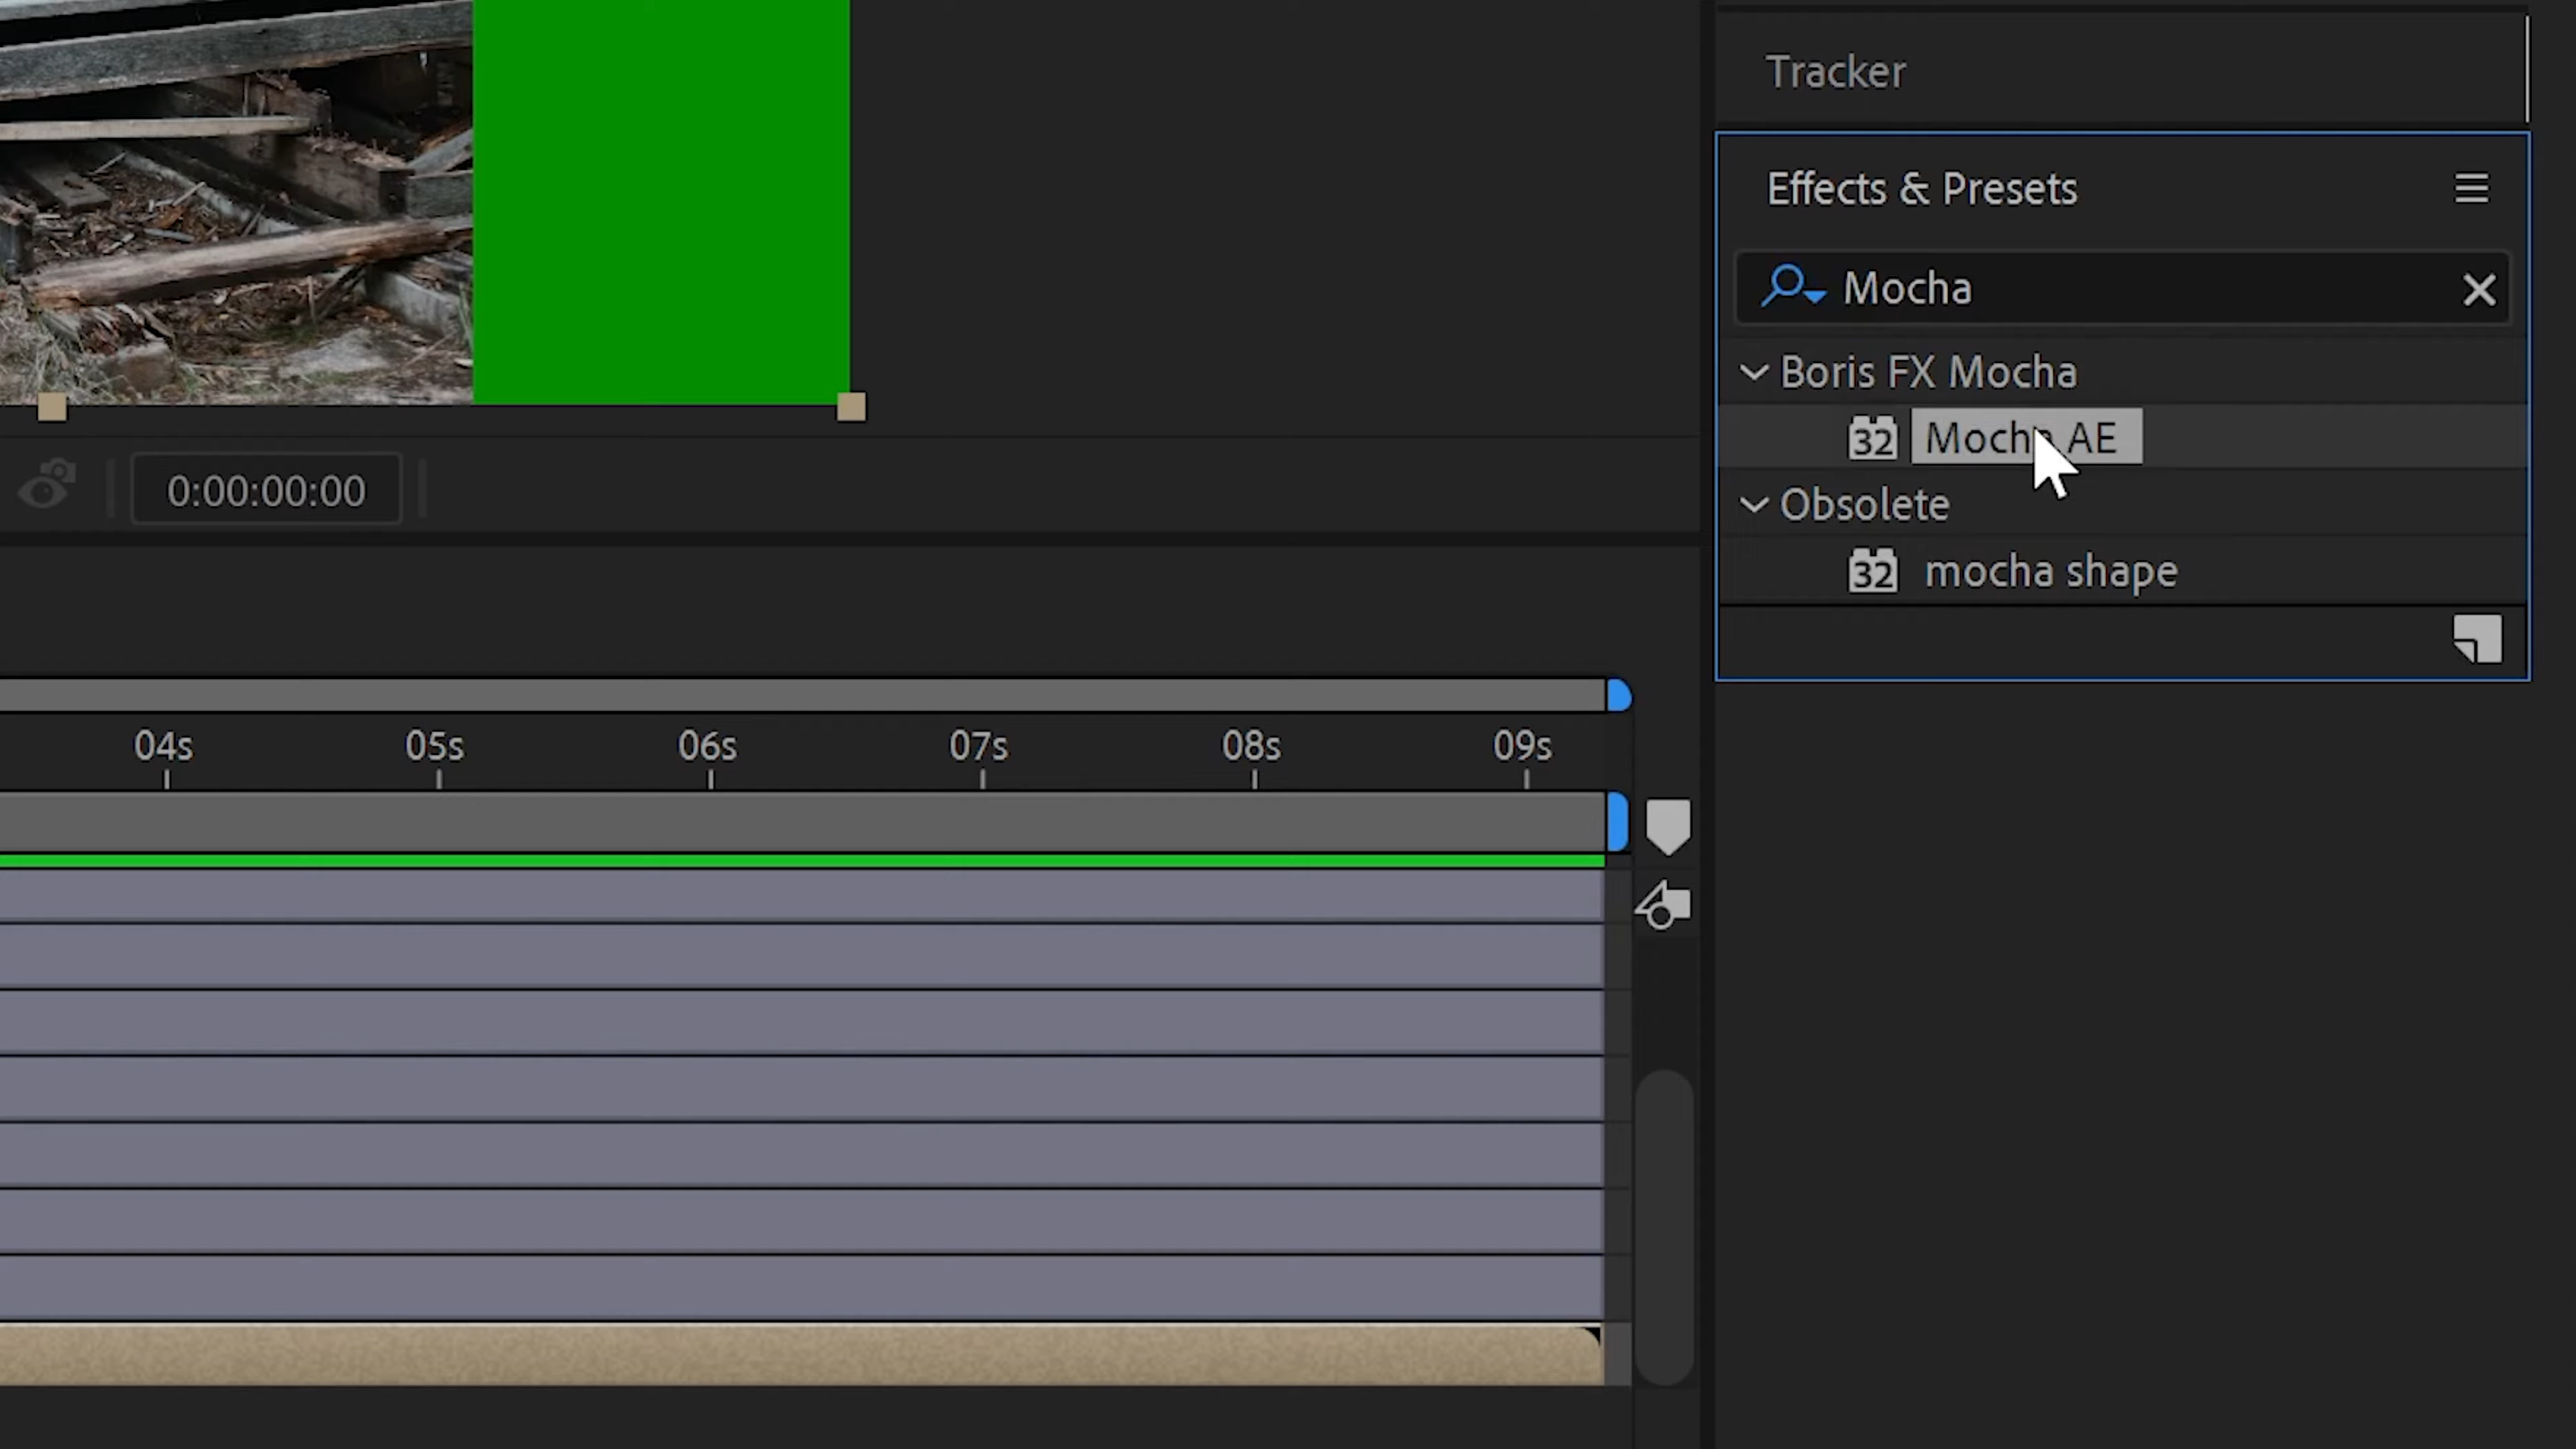 Tracker
Effects & Presets
Mocha
Boris FX Mocha
32 Mocha AE
Obsolete
32 mocha shape
0:00:00:00
04s 05s 06s 07s 08s 09s